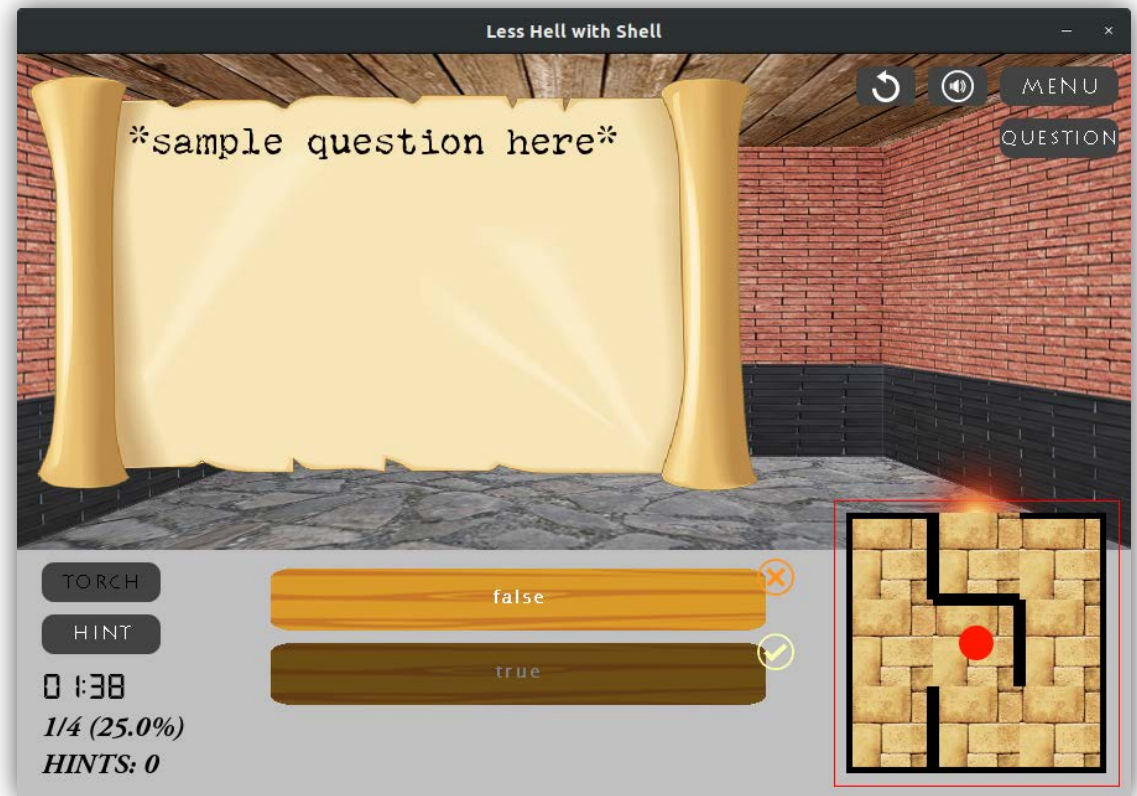 Less Hell with Shell
*sample question here*
MENU
QUESTION
TORCH
HINT
01:38
1/4 (25.0%)
HINTS: 0
false
true